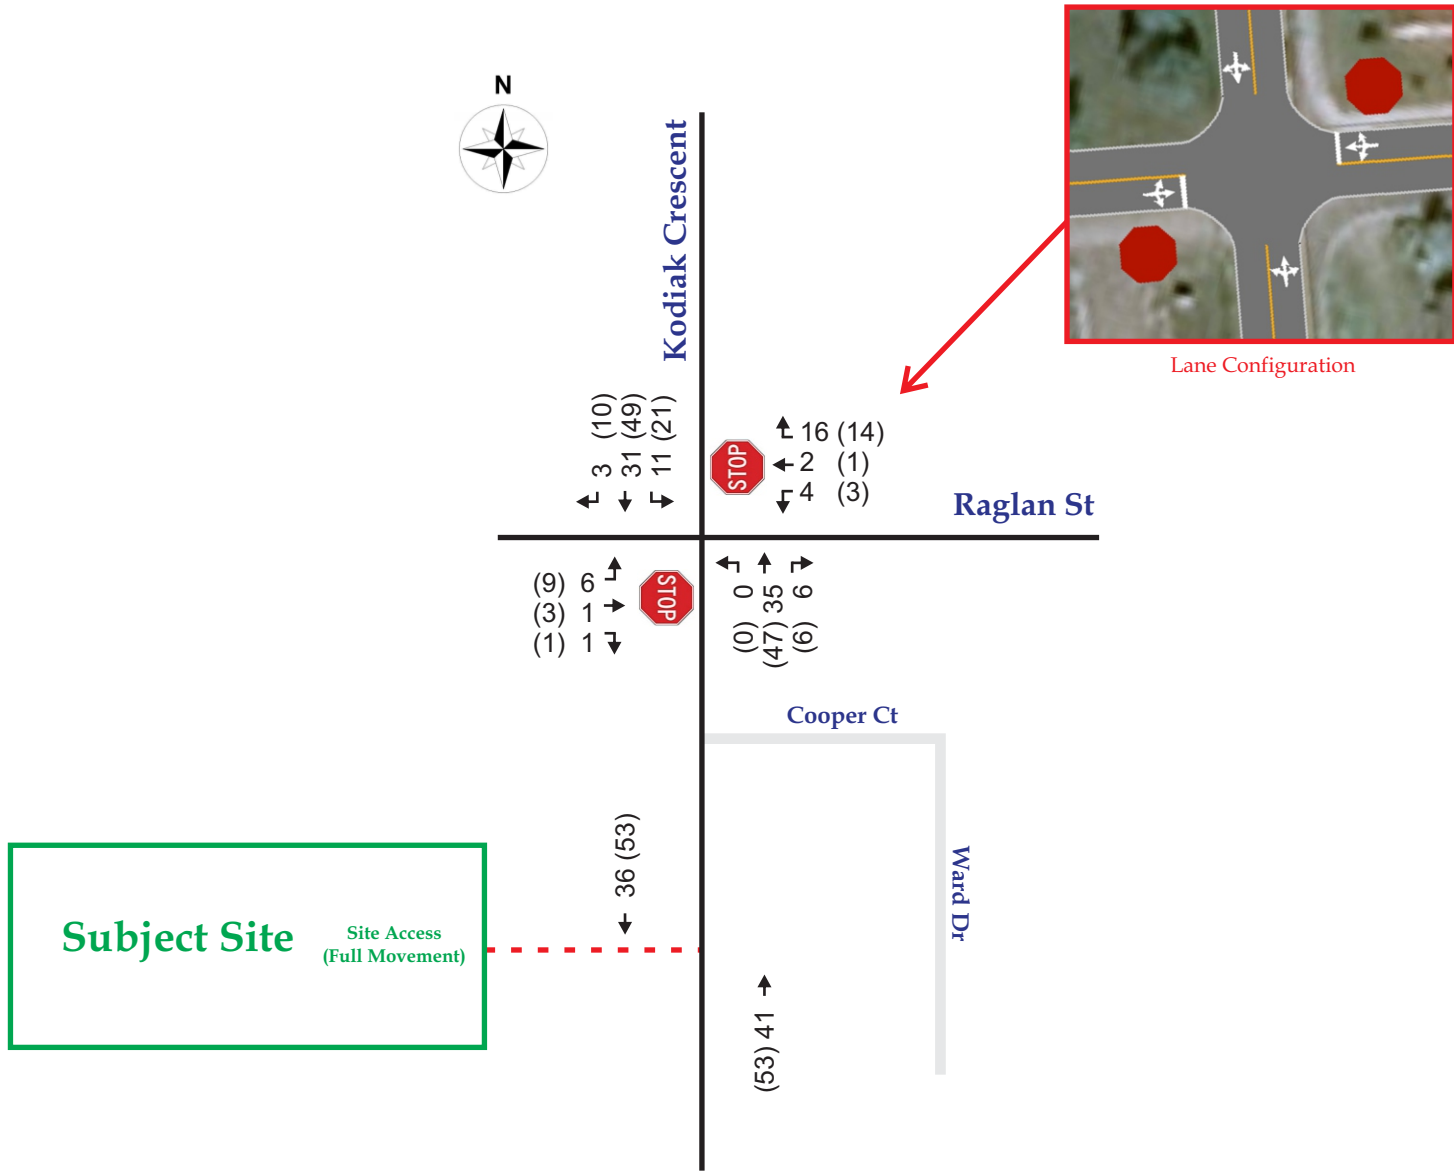 N
Kodiak Crescent
Lane Configuration
3 (10)
31 (49)
11 (21)
STOP
16 (14)
2 (1)
4 (3)
Raglan St
(9) 6
(3) 1
(1) 1
STOP
(0) 0
(47) 35
(6) 6
Cooper Ct
Ward Dr
36 (53)
Subject Site
Site Access
(Full Movement)
(53) 41